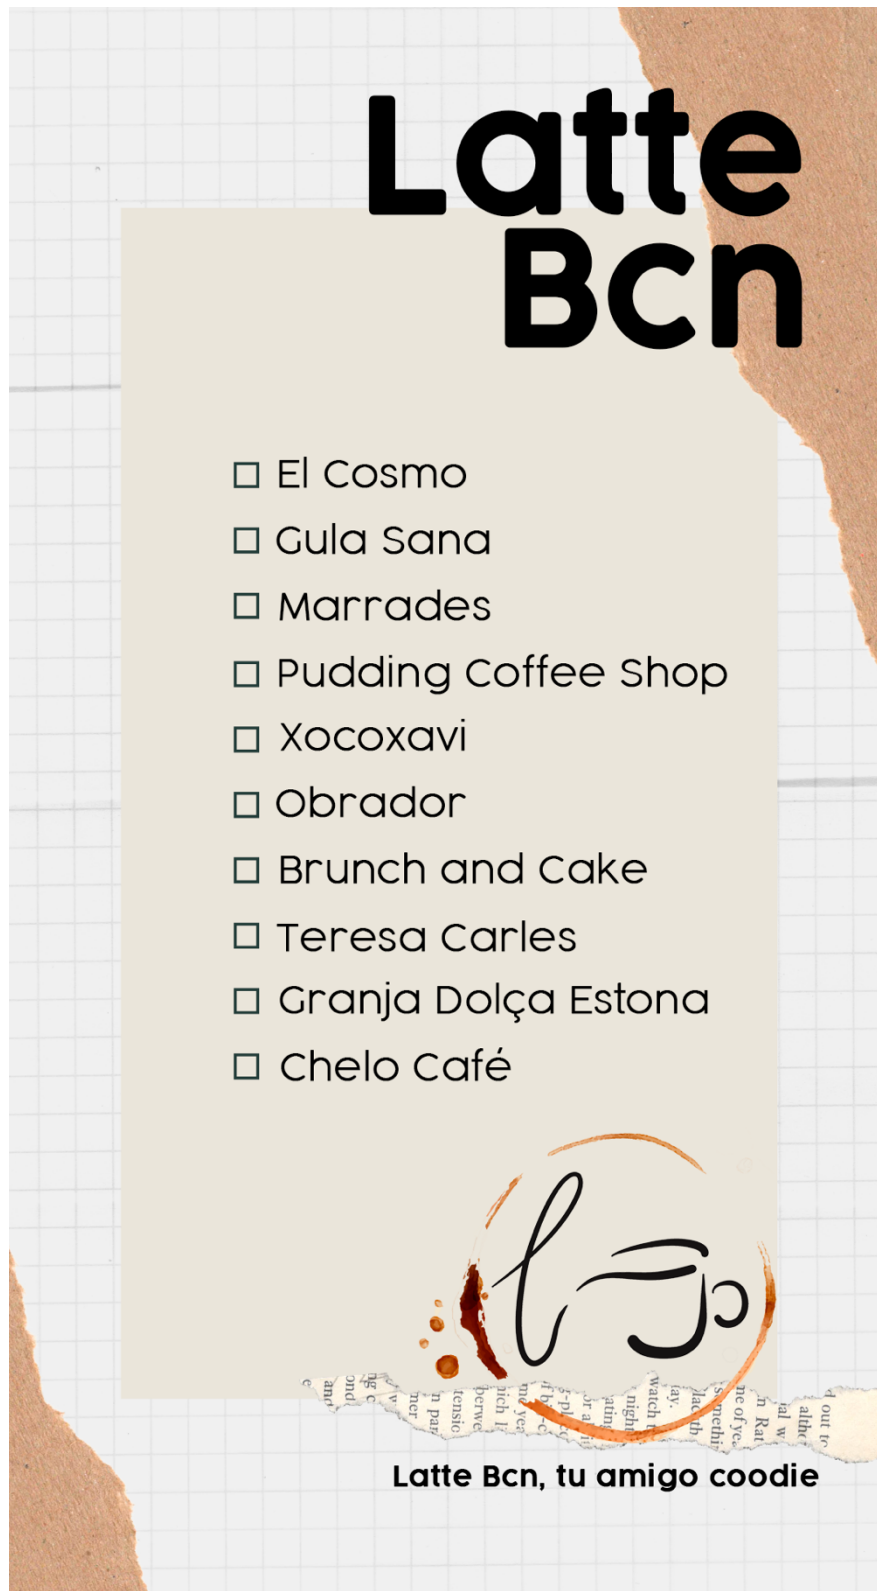 Latte
Bcn
El Cosmo
Gula Sana
Marrades
Pudding Coffee Shop
Xocoxavi
Obrador
Brunch and Cake
Teresa Carles
Granja Dolça Estona
Chelo Café
Latte Bcn, tu amigo coodie